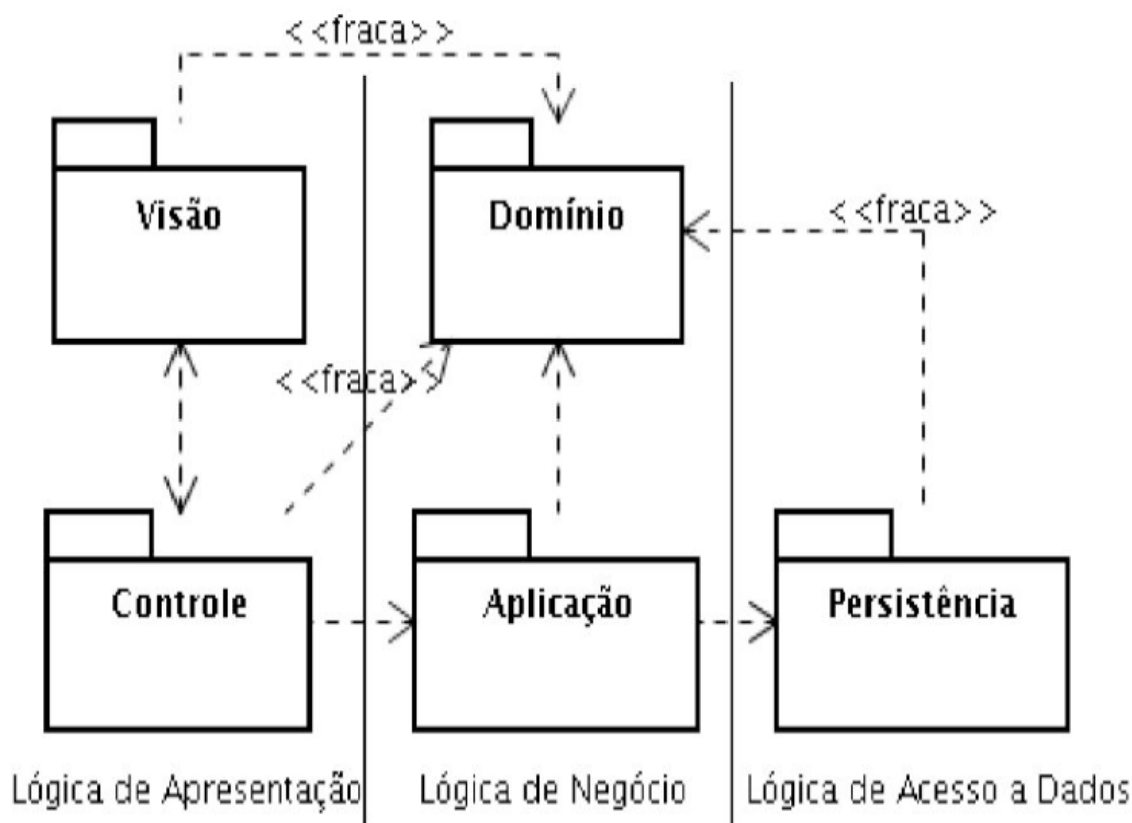 <<fraca>>
Visão
Domínio
<<fraca>>
<<fraca>>
Controle
Aplicação
Persistência
Lógica de Apresentação
Lógica de Negócio
Lógica de Acesso a Dados